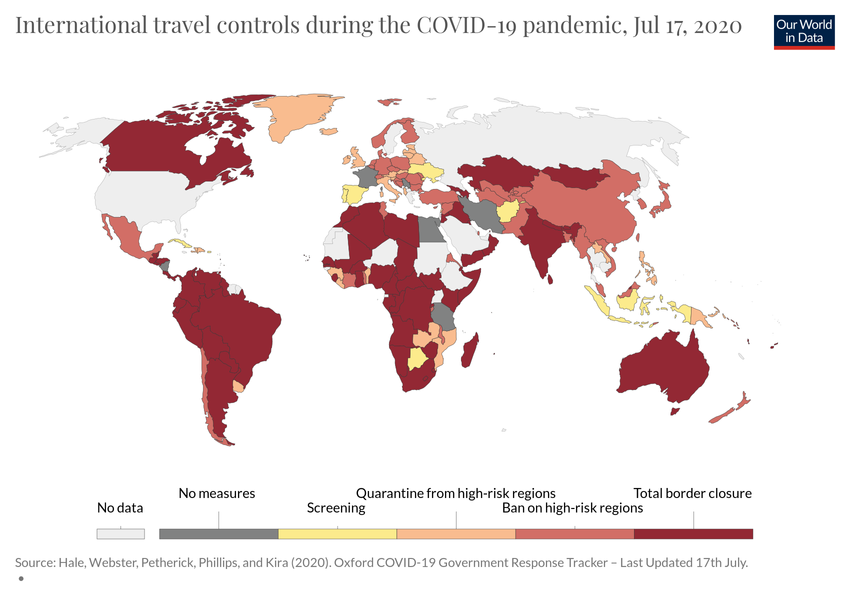 International travel controls during the COVID-19 pandemic, Jul 17, 2020
Our World
in Data
No data
No measures
Screening
Quarantine from high-risk regions
Ban on high-risk regions
Total border closure
Source: Hale, Webster, Petherick, Phillips, and Kira (2020). Oxford COVID-19 Government Response Tracker – Last Updated 17th July.